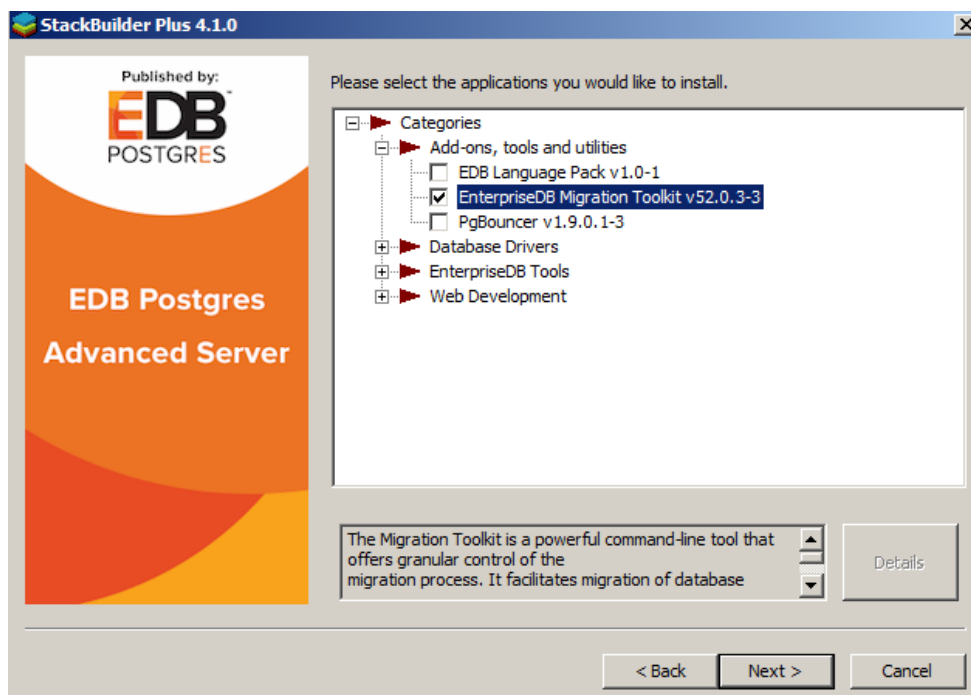 StackBuilder Plus 4.1.0
Published by:
EDB™
POSTGRES
EDB Postgres
Advanced Server
Please select the applications you would like to install.
Categories
Add-ons, tools and utilities
EDB Language Pack v1.0-1
EnterpriseDB Migration Toolkit v52.0.3-3
PgBouncer v1.9.0.1-3
Database Drivers
EnterpriseDB Tools
Web Development
The Migration Toolkit is a powerful command-line tool that
offers granular control of the
migration process. It facilitates migration of database
Details
< Back
Next >
Cancel